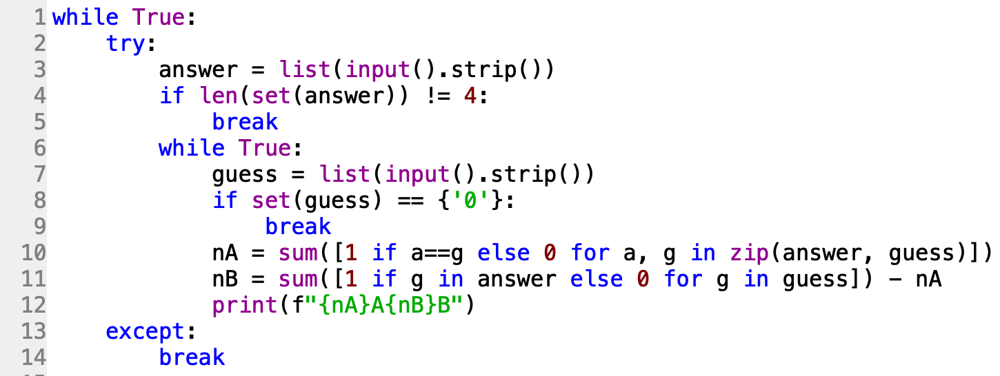 1 while True:
2     try:
3         answer = list(input().strip())
4         if len(set(answer)) != 4:
5             break
6         while True:
7             guess = list(input().strip())
8             if set(guess) == {'0'}:
9                 break
10             nA = sum([1 if a==g else 0 for a, g in zip(answer, guess)])
11             nB = sum([1 if g in answer else 0 for g in guess]) - nA
12             print(f"{nA}A{nB}B")
13     except:
14         break